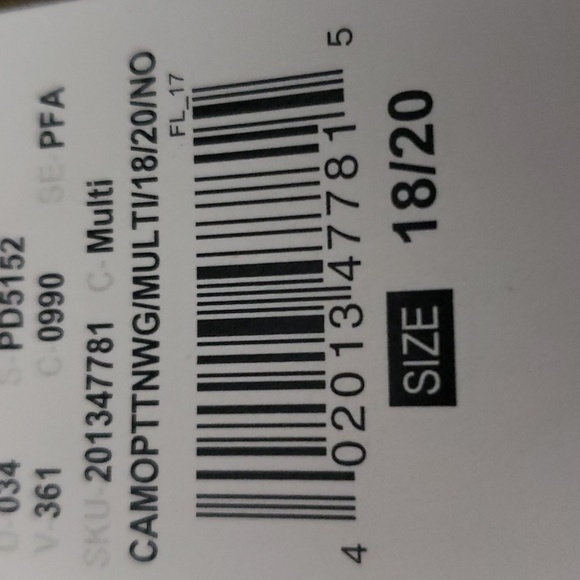 D-034 S-PD5152
V-361 C-0990 SE-PFA
SKU-201347781 C-Multi
CAMOPTTNWG/MULTI/18/20/NO
FL_17
4 02013 47781 5
SIZE 18/20